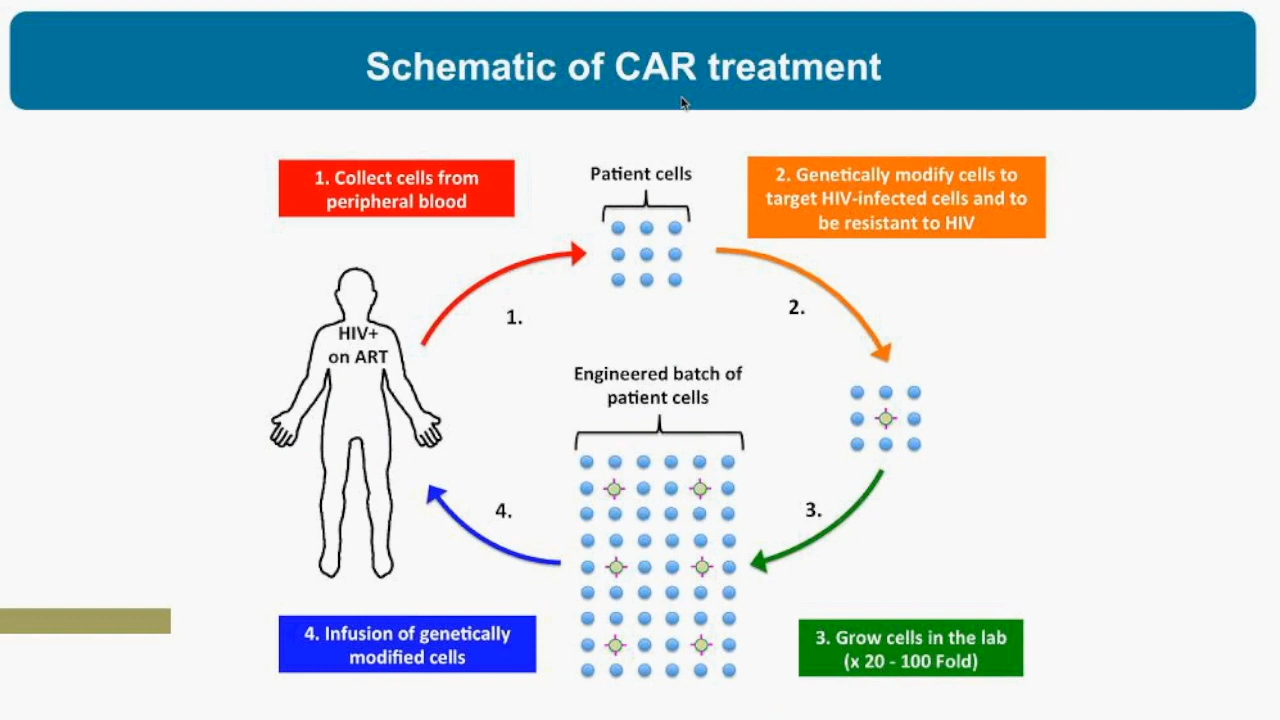 Schematic of CAR treatment
1. Collect cells from
peripheral blood
Patient cells
2. Genetically modify cells to
target HIV-infected cells and to
be resistant to HIV
1.
2.
HIV+
on ART
Engineered batch of
patient cells
4.
3.
4. Infusion of genetically
modified cells
3. Grow cells in the lab
(x 20 - 100 Fold)